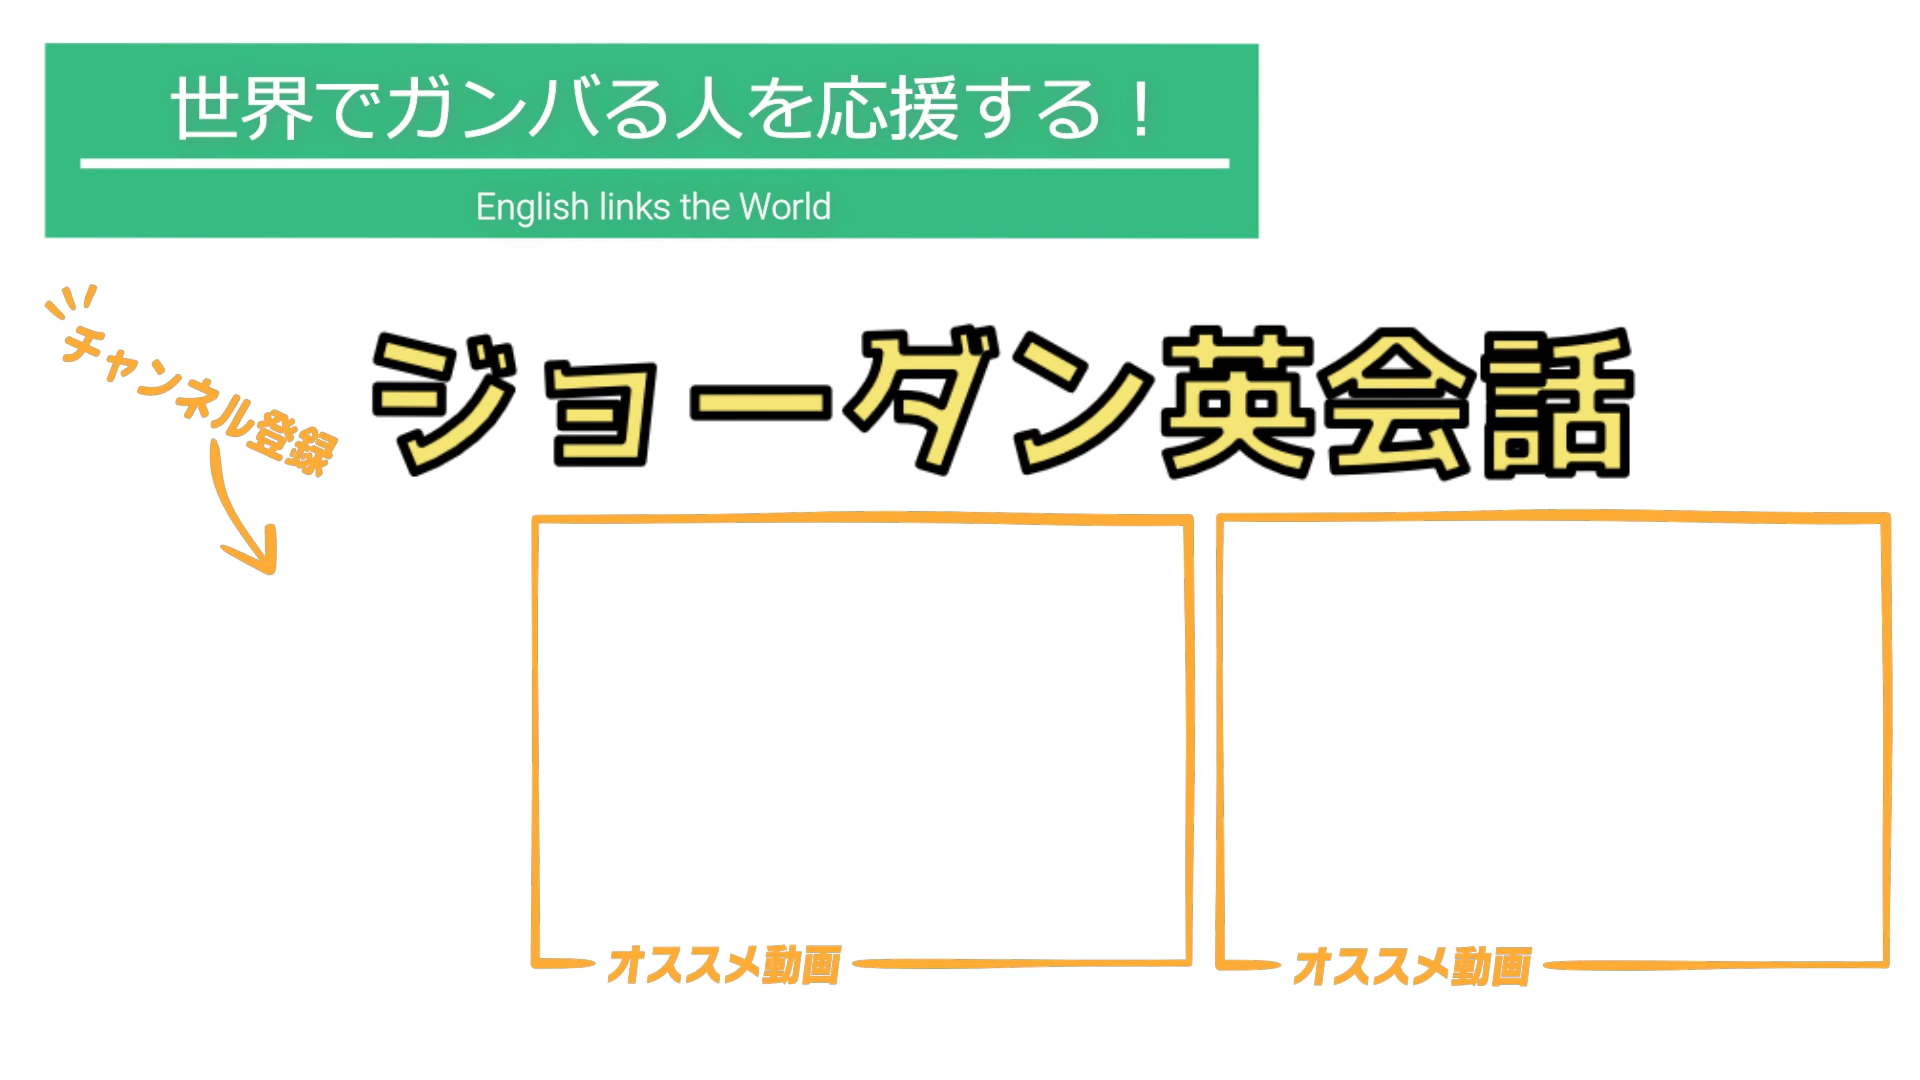 世界でガンバる人を応援する！
English links the World
チャンネル登録
ジョーダン英会話
オススメ動画
オススメ動画